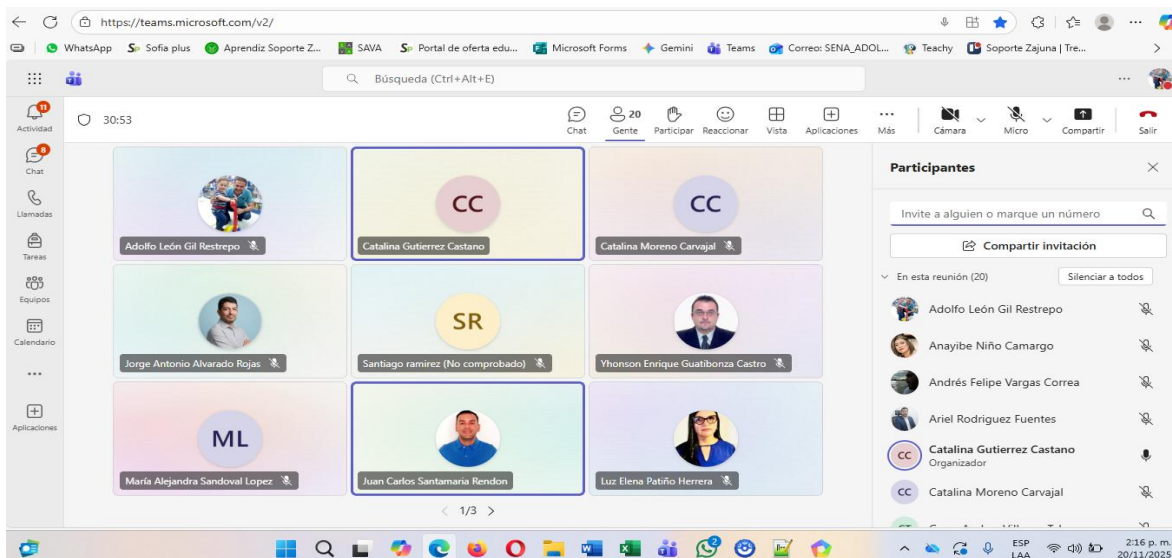 https://teams.microsoft.com/v2/
WhatsApp Sofia plus Aprendiz Soporte Z... SAVA Portal de oferta edu... Microsoft Forms Gemini Teams Correo: SENA_ADOL... Teachy Soporte Zajuna | Tre...
Búsqueda (Ctrl+Alt+E)
11
Actividad
8
Chat
Llamadas
Tareas
Equipos
Calendario
Aplicaciones
30:53
Chat
20
Gente
Participar
Reaccionar
Vista
Aplicaciones
Más
Cámara
Micro
Compartir
Salir
Adolfo León Gil Restrepo
CC
Catalina Gutierrez Castano
CC
Catalina Moreno Carvajal
Jorge Antonio Alvarado Rojas
SR
Santiago ramirez (No comprobado)
Yhonson Enrique Guatibonza Castro
ML
María Alejandra Sandoval Lopez
Juan Carlos Santamaria Rendon
Luz Elena Patiño Herrera
1/3
Participantes
Invite a alguien o marque un número
Compartir invitación
En esta reunión (20)
Silenciar a todos
Adolfo León Gil Restrepo
Anayibe Niño Camargo
Andrés Felipe Vargas Correa
Ariel Rodriguez Fuentes
CC
Catalina Gutierrez Castano
Organizador
CC
Catalina Moreno Carvajal
2
ESP
LAA
2:16 p. m.